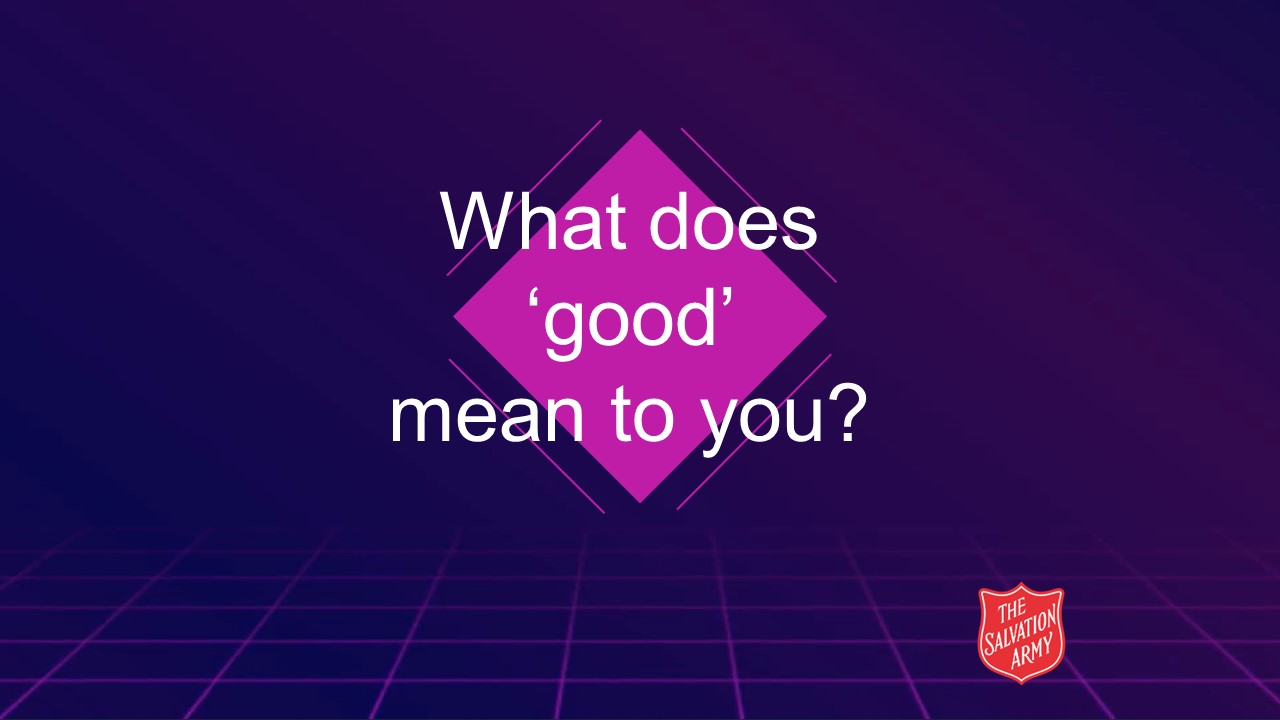 What does
‘good’
mean to you?
THE
SALVATION
ARMY